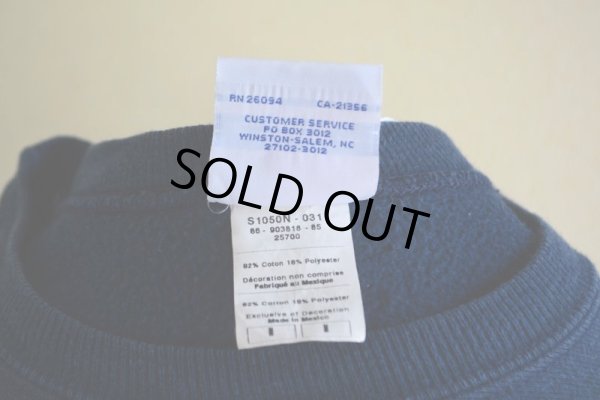 RN 26094 CA-21356
CUSTOMER SERVICE
PO BOX 3012
WINSTON-SALEM, NC
27102-3012
SOLD OUT
S1050N - 031
86 - 903818 - 85
25700
82% Coton 18% Polyester
Décoration non comprise
Fabriqué au Mexique
82% Cotton 18% Polyester
Exclusive of Decoration
Made in Mexico